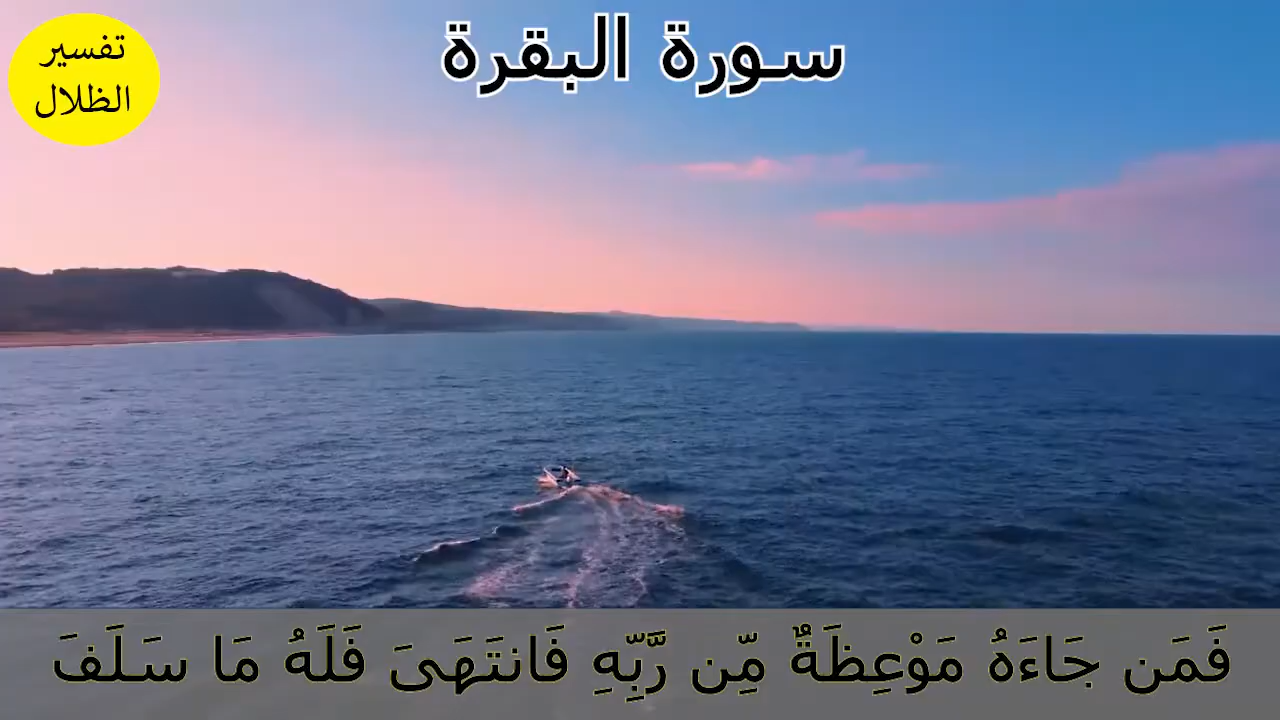 سورة البقرة
تفسير
الظلال
فَمَن جَاءَهُ مَوْعِظَةٌ مِّن رَّبِّهِ فَانتَهَىٰ فَلَهُ مَا سَلَفَ